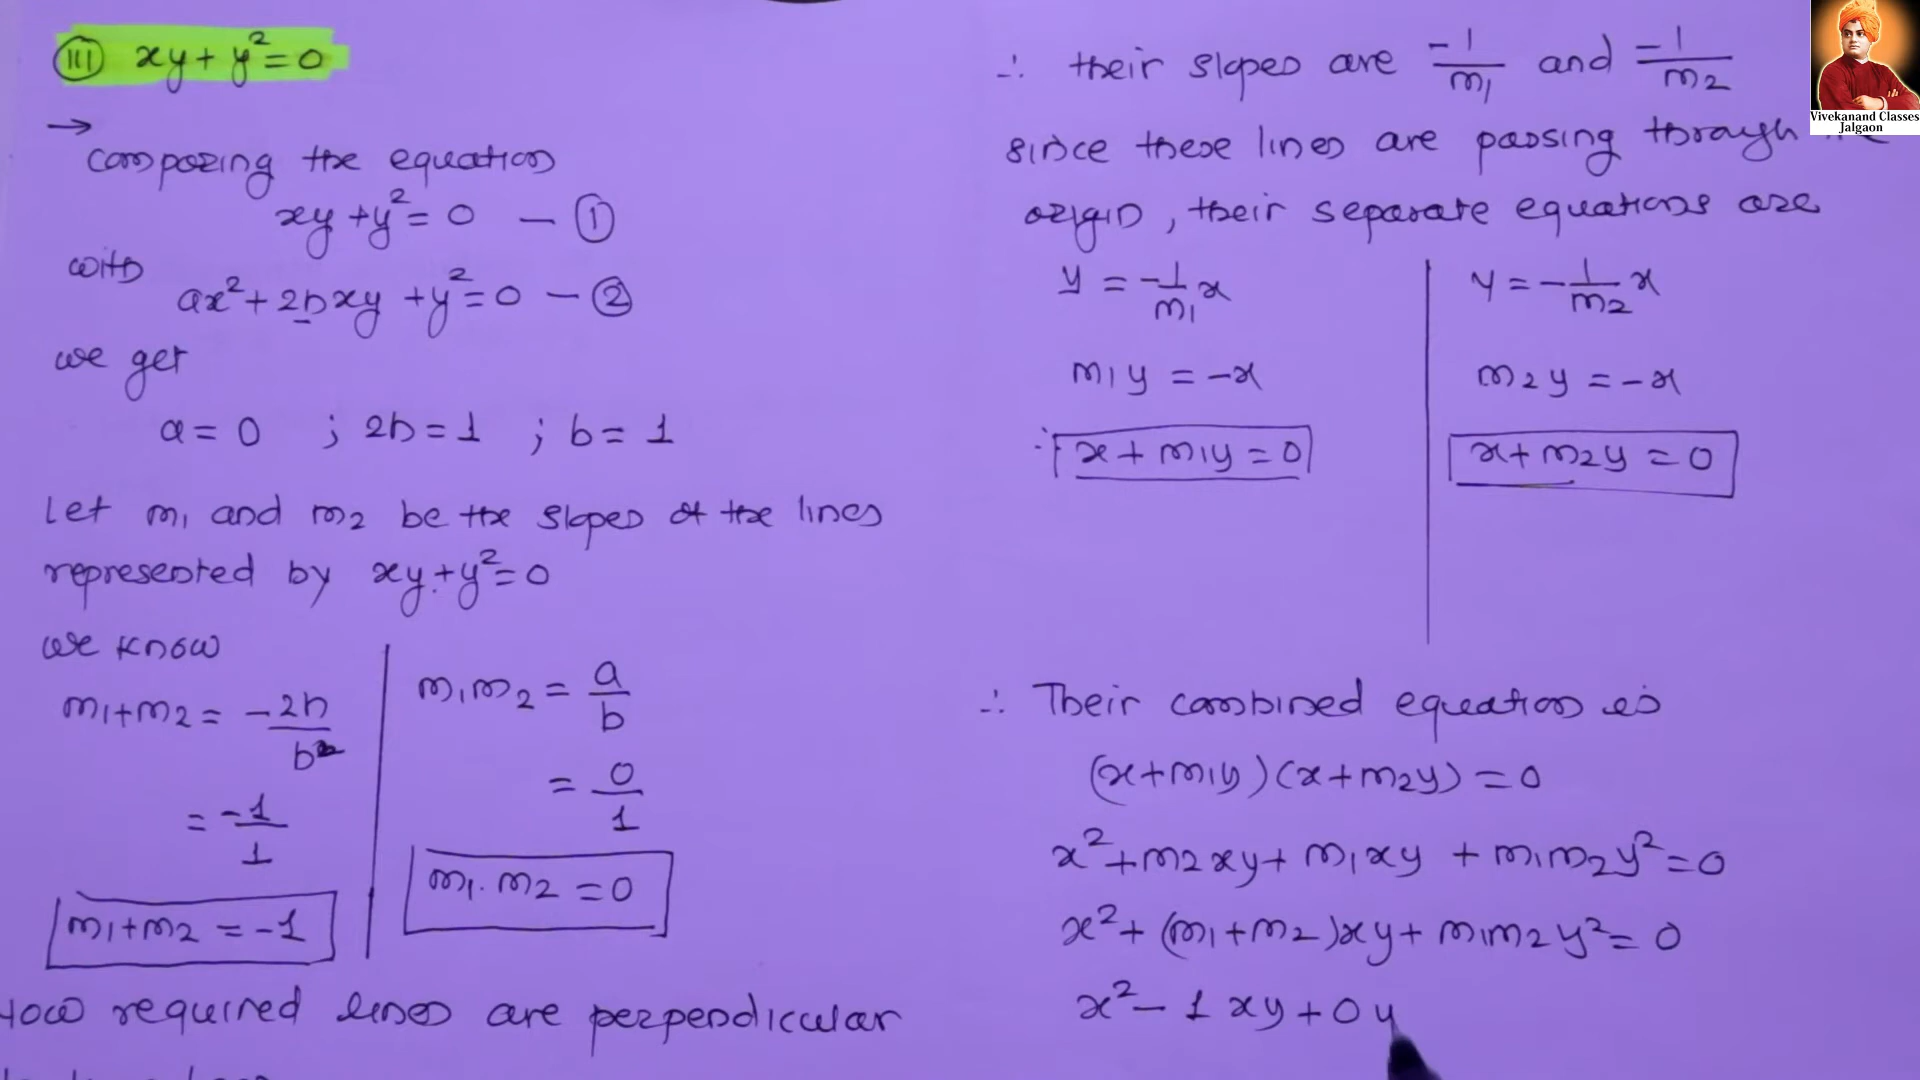 III xy + y² = 0
→
comparing the equation
xy + y² = 0 — ①
with
ax² + 2hxy + y² = 0 — ②
we get
a = 0 ; 2h = 1 ; b = 1
Let m₁ and m₂ be the slopes of the lines
represented by xy + y² = 0
we know
m₁+m₂ = -2h/b
= -1/1
m₁+m₂ = -1
m₁m₂ = a/b
= 0/1
m₁.m₂ = 0
Now required lines are perpendicular
∴ their slopes are -1/m₁ and -1/m₂
since these lines are passing through
origin, their separate equations are
y = -1/m₁ x
m₁y = -x
∴ x + m₁y = 0
y = -1/m₂ x
m₂y = -x
x + m₂y = 0
∴ Their combined equation is
(x+m₁y)(x+m₂y) = 0
x² + m₂xy + m₁xy + m₁m₂y² = 0
x² + (m₁+m₂)xy + m₁m₂y² = 0
x² - 1xy + 0y
Vivekanand Classes
Jalgaon